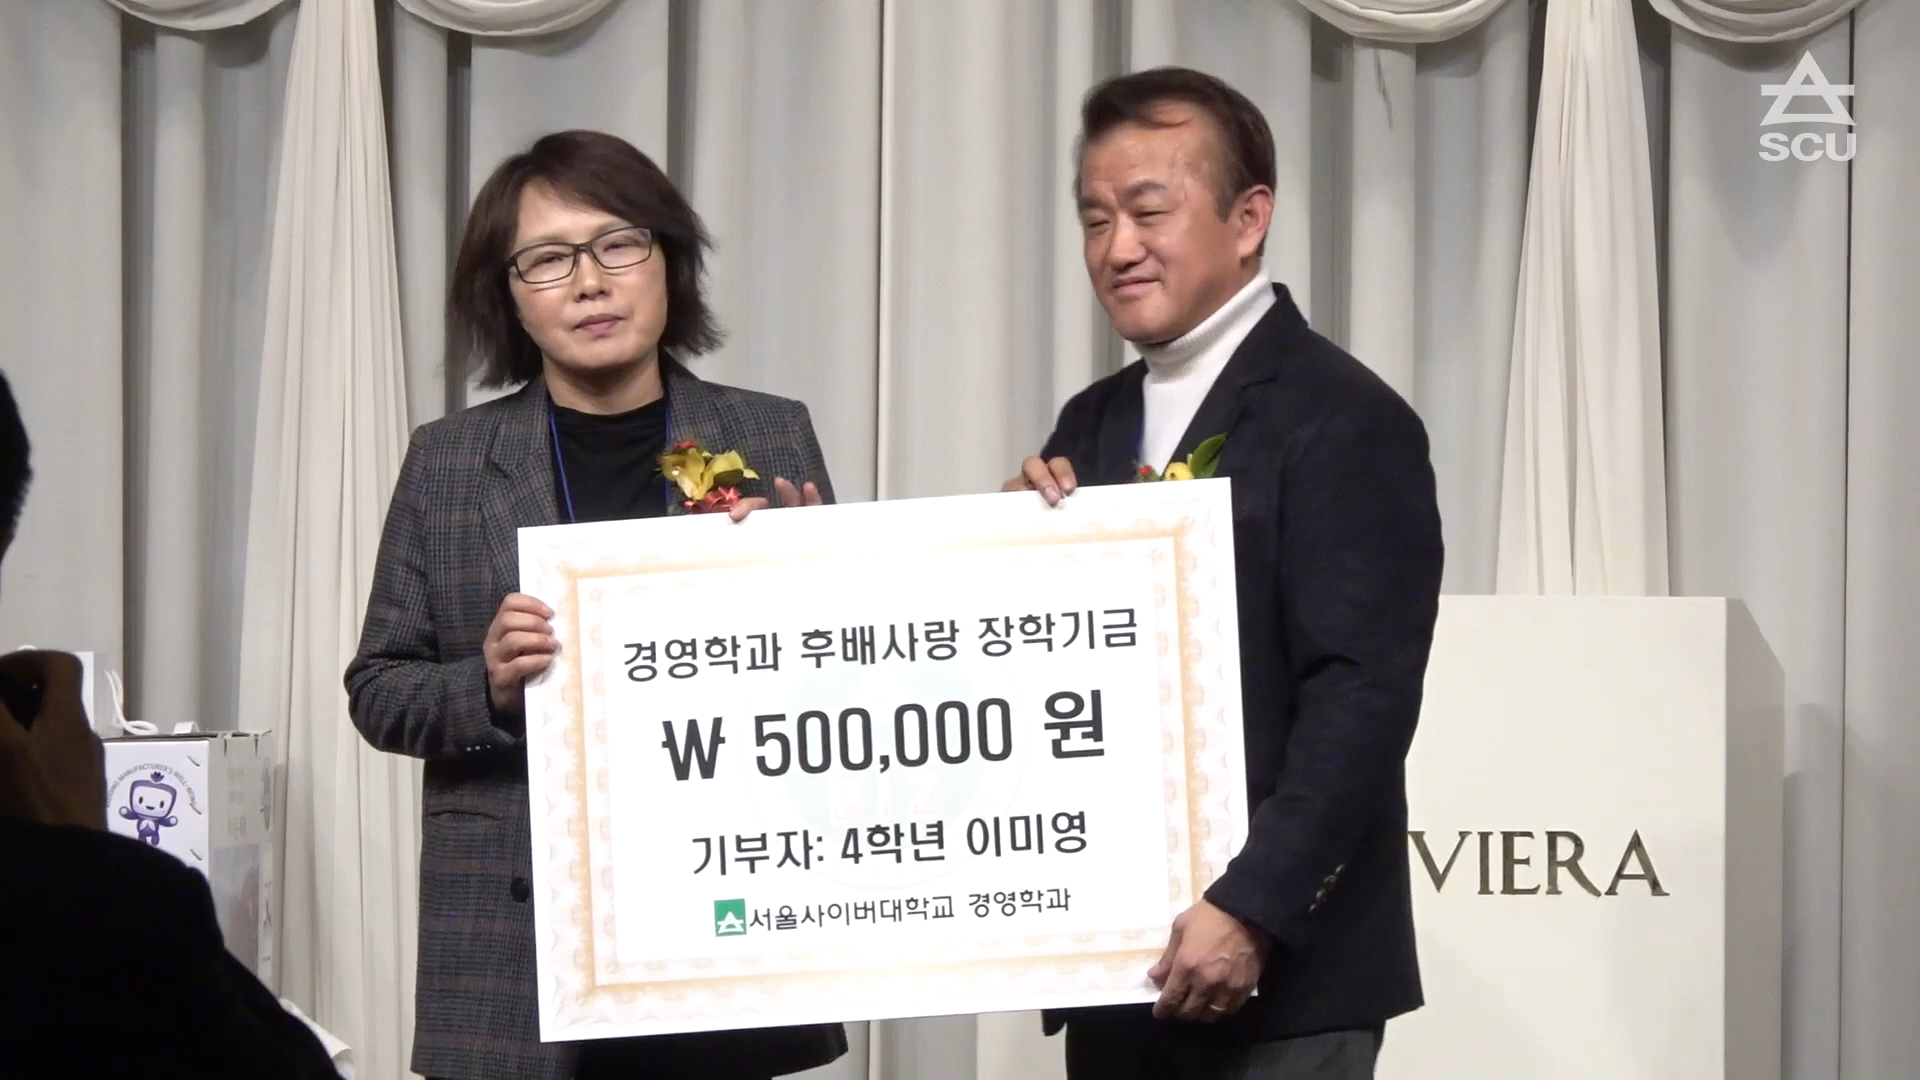 SCU
경영학과 후배사랑 장학기금
₩ 500,000 원
기부자: 4학년 이미영
서울사이버대학교 경영학과
VIERA